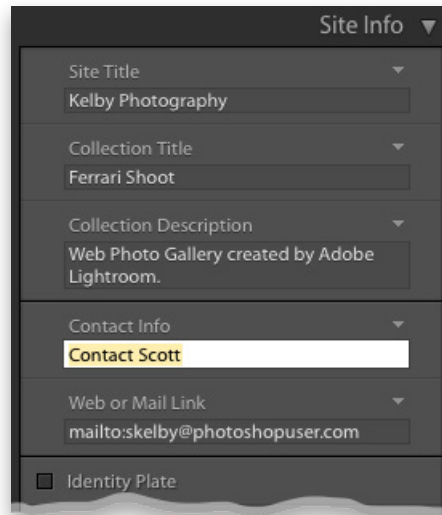 Site Info
Site Title
Kelby Photography
Collection Title
Ferrari Shoot
Collection Description
Web Photo Gallery created by Adobe
Lightroom.
Contact Info
Contact Scott
Web or Mail Link
mailto:skelby@photoshopuser.com
Identity Plate